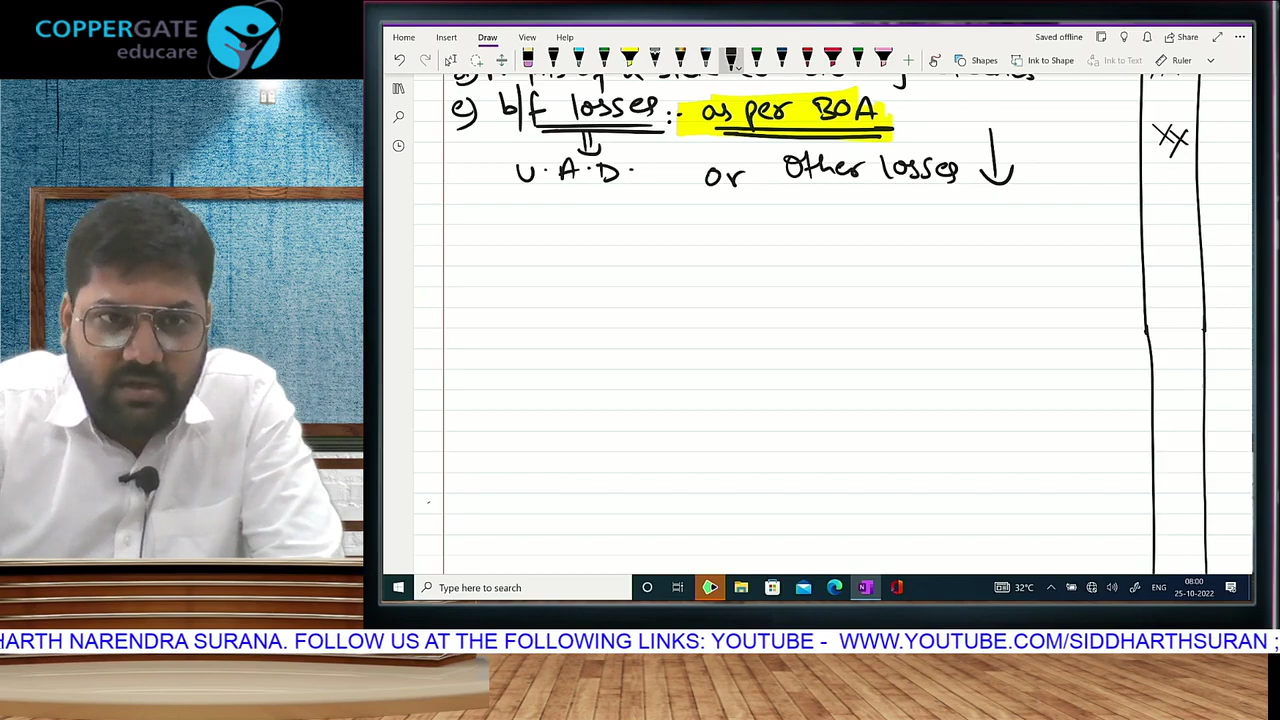 COPPERGATE
educare
Home Insert Draw View Help
Saved offline Share
Shapes Ink to Shape Ink to Text Ruler
e) b/f losses :- as per BOA
XX
U.A.D. or Other losses
Type here to search
32°C ENG 08:00
25-10-2022
HARTH NARENDRA SURANA. FOLLOW US AT THE FOLLOWING LINKS: YOUTUBE - WWW.YOUTUBE.COM/SIDDHARTHSURAN ;